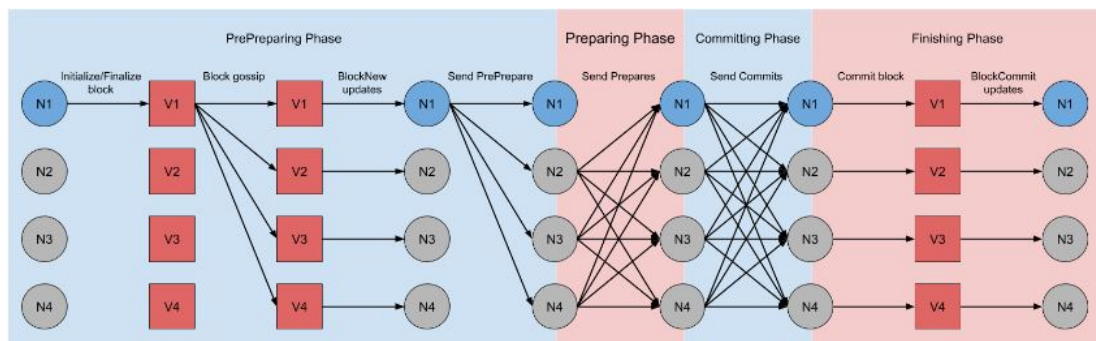 PrePreparing Phase
Preparing Phase
Committing Phase
Finishing Phase
Initialize/Finalize
block
Block gossip
BlockNew
updates
Send PrePrepare
Send Prepares
Send Commits
Commit block
BlockCommit
updates
N1 V1 V1 N1 N1 N1 N1 V1 N1
N2 V2 V2 N2 N2 N2 N2 V2 N2
N3 V3 V3 N3 N3 N3 N3 V3 N3
N4 V4 V4 N4 N4 N4 N4 V4 N4